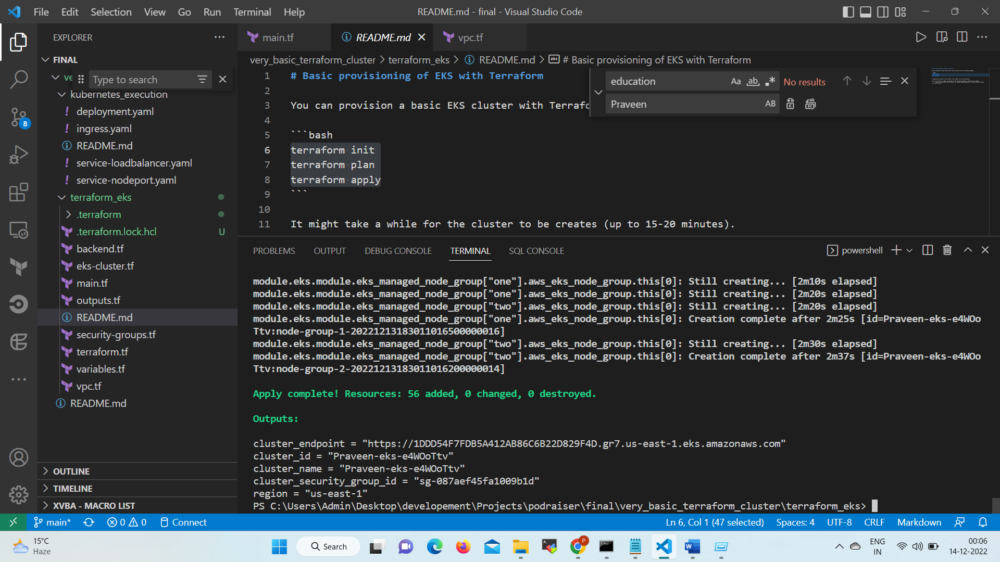 File Edit Selection View Go Run Terminal Help
README.md - final - Visual Studio Code
EXPLORER
FINAL
ve
Type to search
kubernetes_execution
! deployment.yaml
! ingress.yaml
README.md
! service-loadbalancer.yaml
! service-nodeport.yaml
terraform_eks
.terraform
.terraform.lock.hcl U
backend.tf
eks-cluster.tf
main.tf
outputs.tf
README.md
security-groups.tf
terraform.tf
variables.tf
vpc.tf
README.md
OUTLINE
TIMELINE
XVBA - MACRO LIST
8
main.tf
README.md
vpc.tf
very_basic_terraform_cluster > terraform_eks > README.md > # Basic provisioning of EKS with Terraform
1 # Basic provisioning of EKS with Terraform
2
3 You can provision a basic EKS cluster with Terrafo
4
5 ```bash
6 terraform init
7 terraform plan
8 terraform apply
9 ```
10
11 It might take a while for the cluster to be creates (up to 15-20 minutes).
education Aa ab .* No results
Praveen AB
PROBLEMS OUTPUT DEBUG CONSOLE TERMINAL SQL CONSOLE
powershell
module.eks.module.eks_managed_node_group["one"].aws_eks_node_group.this[0]: Still creating... [2m10s elapsed]
module.eks.module.eks_managed_node_group["one"].aws_eks_node_group.this[0]: Still creating... [2m20s elapsed]
module.eks.module.eks_managed_node_group["two"].aws_eks_node_group.this[0]: Still creating... [2m20s elapsed]
module.eks.module.eks_managed_node_group["one"].aws_eks_node_group.this[0]: Creation complete after 2m25s [id=Praveen-eks-e4WOo
Ttv:node-group-1-20221213183011016500000016]
module.eks.module.eks_managed_node_group["two"].aws_eks_node_group.this[0]: Still creating... [2m30s elapsed]
module.eks.module.eks_managed_node_group["two"].aws_eks_node_group.this[0]: Creation complete after 2m37s [id=Praveen-eks-e4WOo
Ttv:node-group-2-20221213183011016200000014]
Apply complete! Resources: 56 added, 0 changed, 0 destroyed.
Outputs:
cluster_endpoint = "https://1DDD54F7FDB5A412AB86C6B22D829F4D.gr7.us-east-1.eks.amazonaws.com"
cluster_id = "Praveen-eks-e4WOoTtv"
cluster_name = "Praveen-eks-e4WOoTtv"
cluster_security_group_id = "sg-087aef45fa1009b1d"
region = "us-east-1"
PS C:\Users\Admin\Desktop\developement\Projects\podraiser\final\very_basic_terraform_cluster\terraform_eks>
main* 0 0 Connect
Ln 6, Col 1 (47 selected) Spaces: 4 UTF-8 CRLF Markdown
15°C
Haze
Search
P
ENG
IN
00:06
14-12-2022